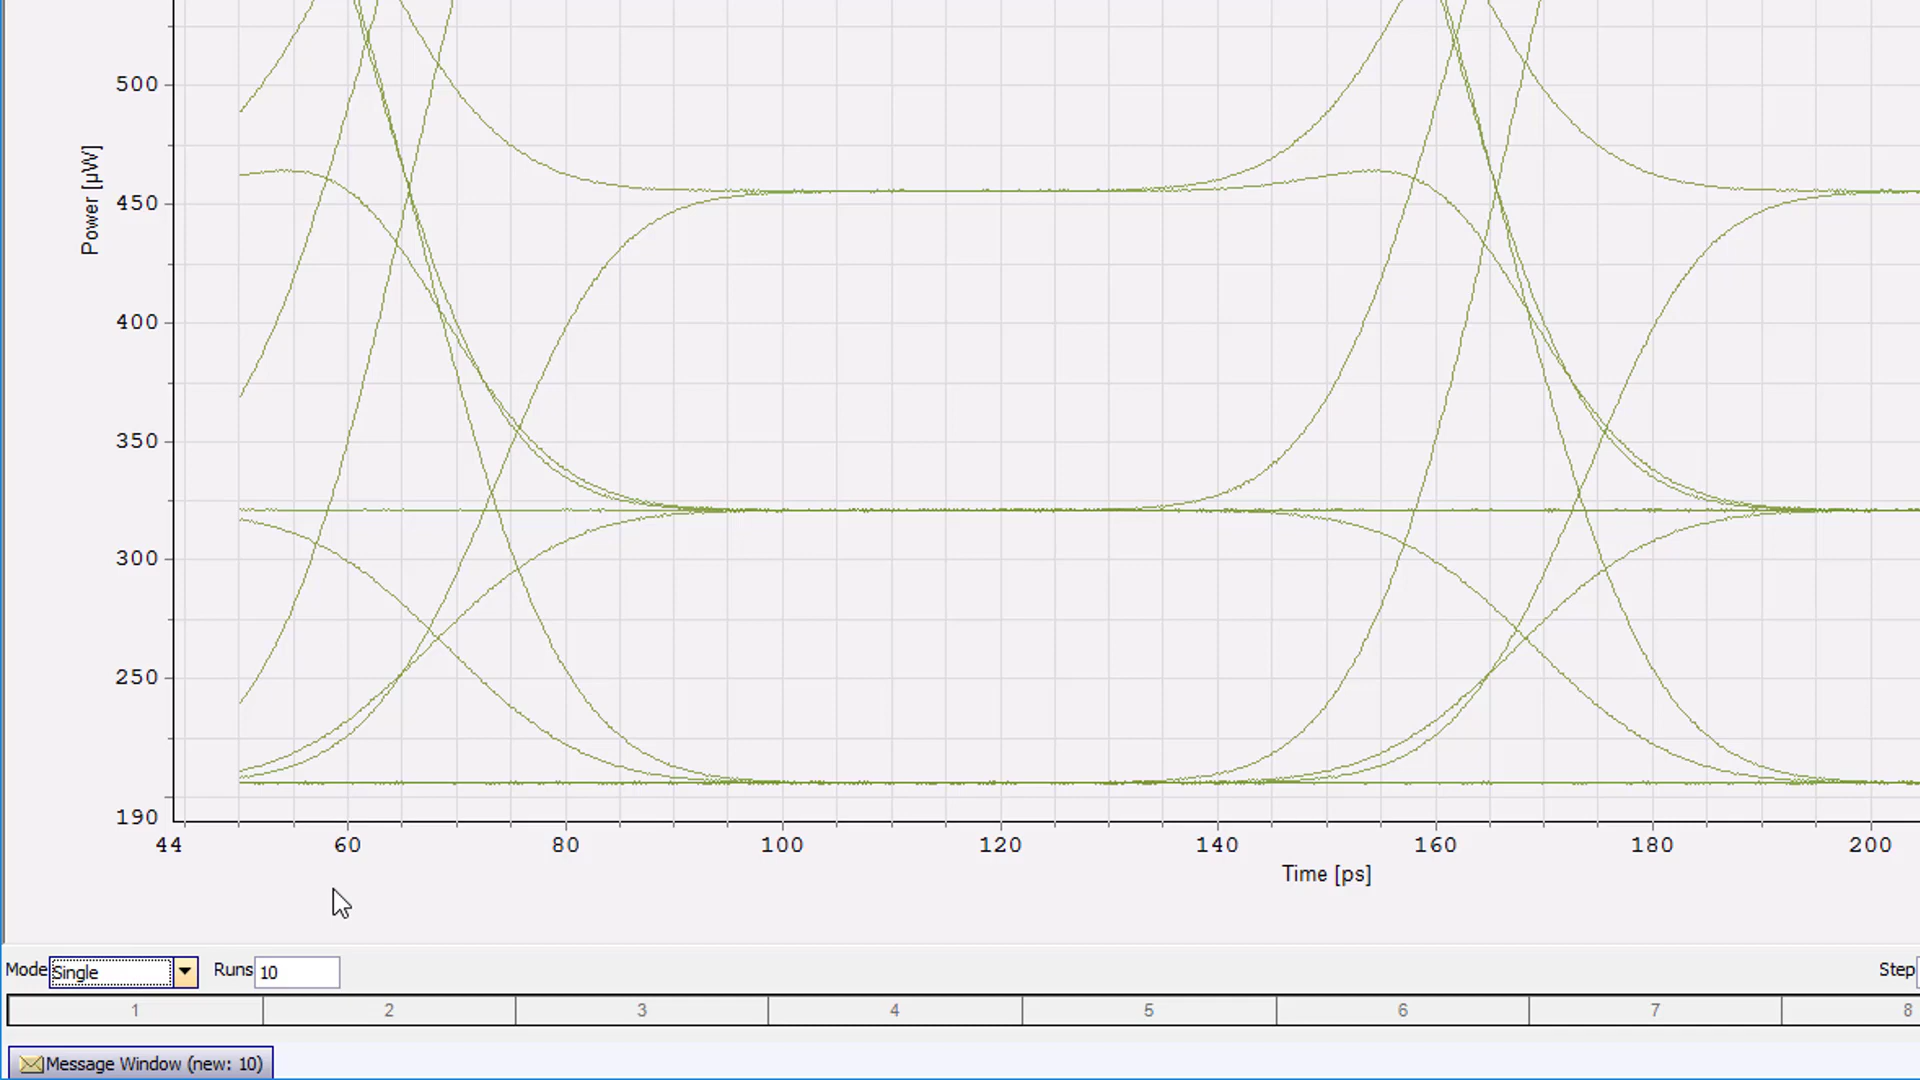 500
450
400
350
300
250
190
Power [µW]
44 60 80 100 120 140 160 180 200
Time [ps]
Mode Single Runs 10 Step
1 2 3 4 5 6 7 8
Message Window (new: 10)